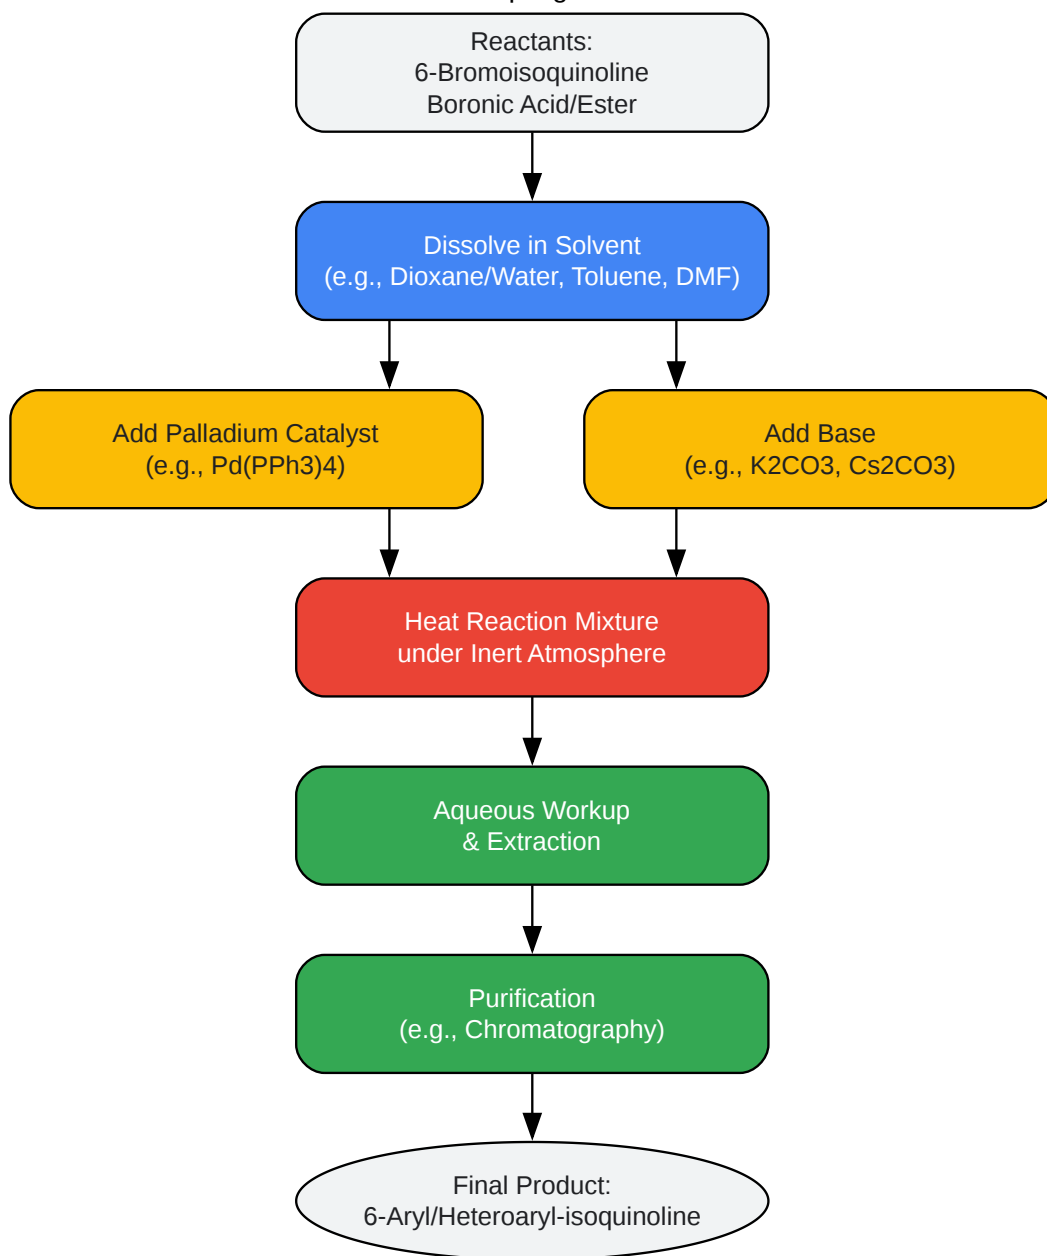 Reactants:
6-Bromoisoquinoline
Boronic Acid/Ester
Dissolve in Solvent
(e.g., Dioxane/Water, Toluene, DMF)
Add Palladium Catalyst
(e.g., Pd(PPh3)4)
Add Base
(e.g., K2CO3, Cs2CO3)
Heat Reaction Mixture
under Inert Atmosphere
Aqueous Workup
& Extraction
Purification
(e.g., Chromatography)
Final Product:
6-Aryl/Heteroaryl-isoquinoline